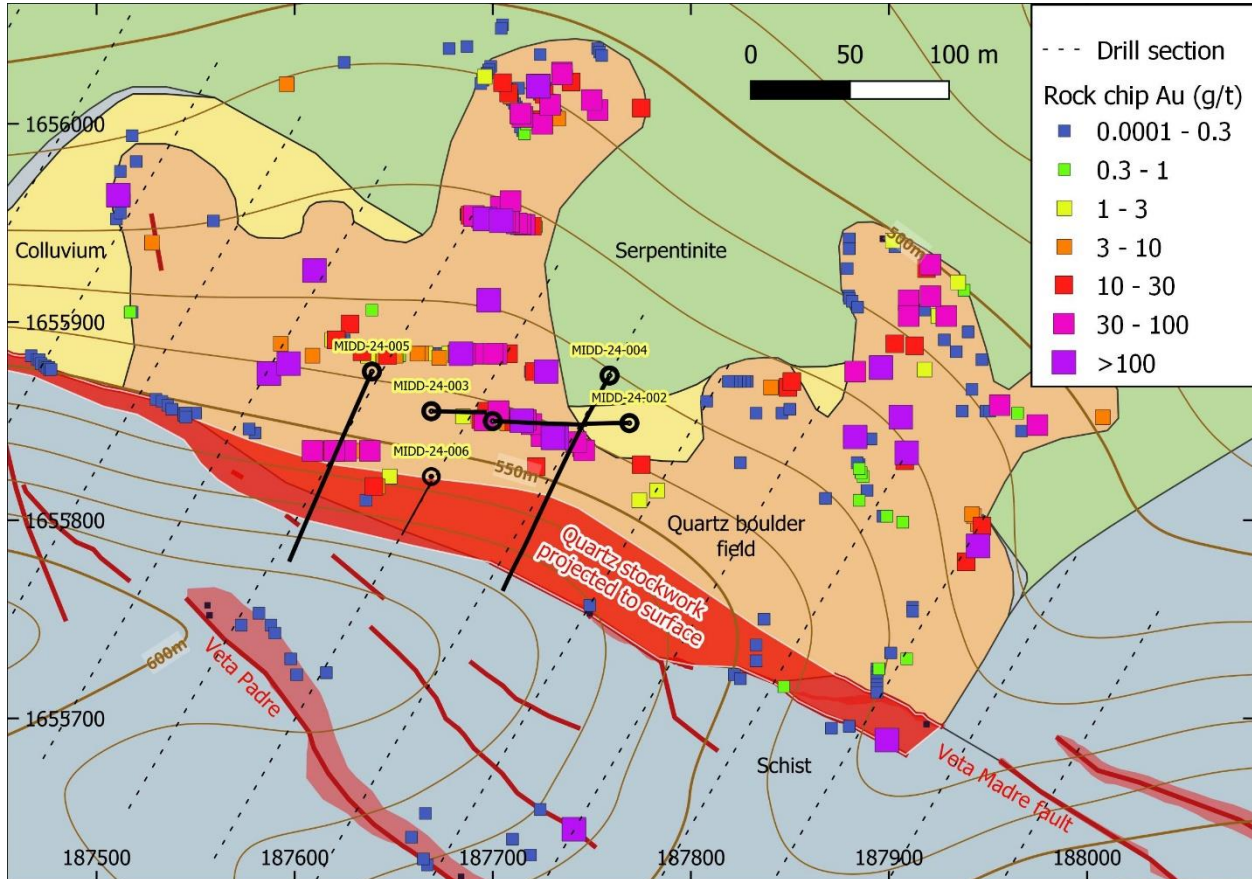 0 50 100 m
Drill section
Rock chip Au (g/t)
0.0001 - 0.3
0.3 - 1
1 - 3
3 - 10
10 - 30
30 - 100
>100
1656000
Colluvium
Serpentinite
500m
1655900
MIDD-24-005
MIDD-24-004
MIDD-24-003
MIDD-24-002
MIDD-24-006
550m
Quartz boulder
field
1655800
Quartz stockwork
projected to surface
600m
Veta Padre
1655700
Schist
Veta Madre fault
187500
187600
187700
187800
187900
188000